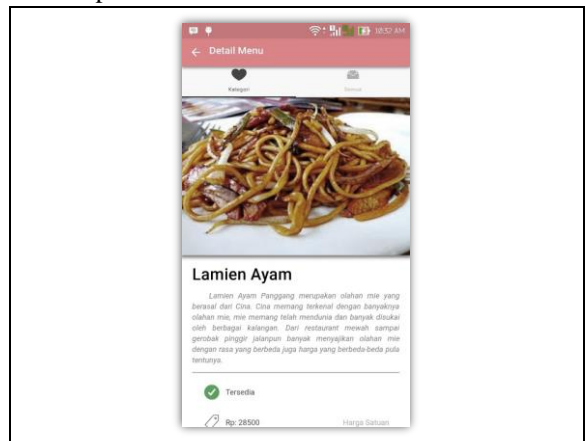 10:32 AM
Detail Menu
Kategori
Semua
Lamien Ayam
Lamien Ayam Panggang merupakan olahan mie yang
berasal dari Cina. Cina memang terkenal dengan banyaknya
olahan mie, mie memang telah mendunia dan banyak disukai
oleh berbagai kalangan. Dari restaurant mewah sampai
gerobak pinggir jalanpun banyak menyajikan olahan mie
dengan rasa yang berbeda juga harga yang berbeda-beda pula
tentunya.
Tersedia
Rp: 28500 Harga Satuan